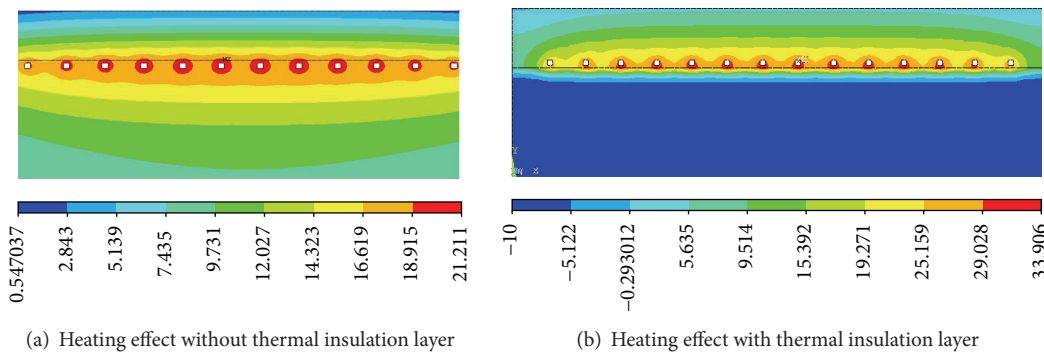 0.547037 2.843 5.139 7.435 9.731 12.027 14.323 16.619 18.915 21.211
(a) Heating effect without thermal insulation layer
Y
X
−10 −5.122 −0.293012 5.635 9.514 15.392 19.271 25.159 29.028 33.906
(b) Heating effect with thermal insulation layer